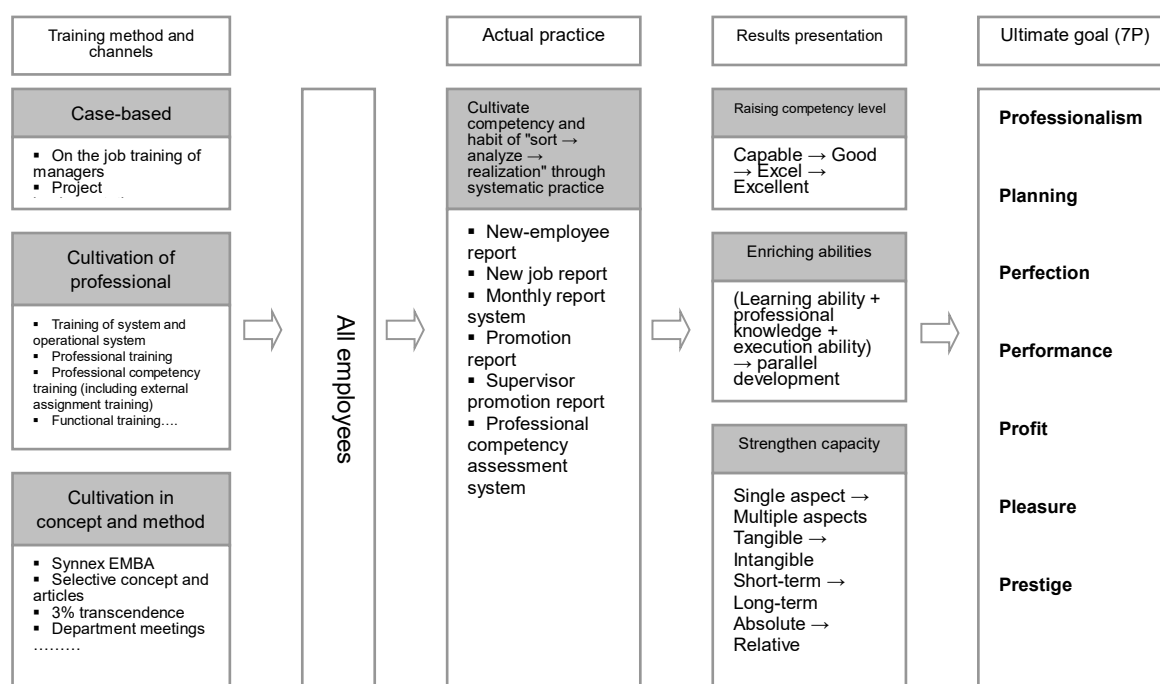 Training method and
channels
Actual practice
Results presentation
Ultimate goal (7P)
Case-based
▪ On the job training of
managers
▪ Project
Cultivation of
professional
▪ Training of system and
operational system
▪ Professional training
▪ Professional competency
training (including external
assignment training)
▪ Functional training….
Cultivation in
concept and method
▪ Synnex EMBA
▪ Selective concept and
articles
▪ 3% transcendence
▪ Department meetings
………
All employees
Cultivate
competency and
habit of "sort →
analyze →
realization" through
systematic practice
▪ New-employee
report
▪ New job report
▪ Monthly report
system
▪ Promotion
report
▪ Supervisor
promotion report
▪ Professional
competency
assessment
system
Raising competency level
Capable → Good
→ Excel →
Excellent
Enriching abilities
(Learning ability +
professional
knowledge +
execution ability)
→ parallel
development
Strengthen capacity
Single aspect →
Multiple aspects
Tangible →
Intangible
Short-term →
Long-term
Absolute →
Relative
Professionalism
Planning
Perfection
Performance
Profit
Pleasure
Prestige